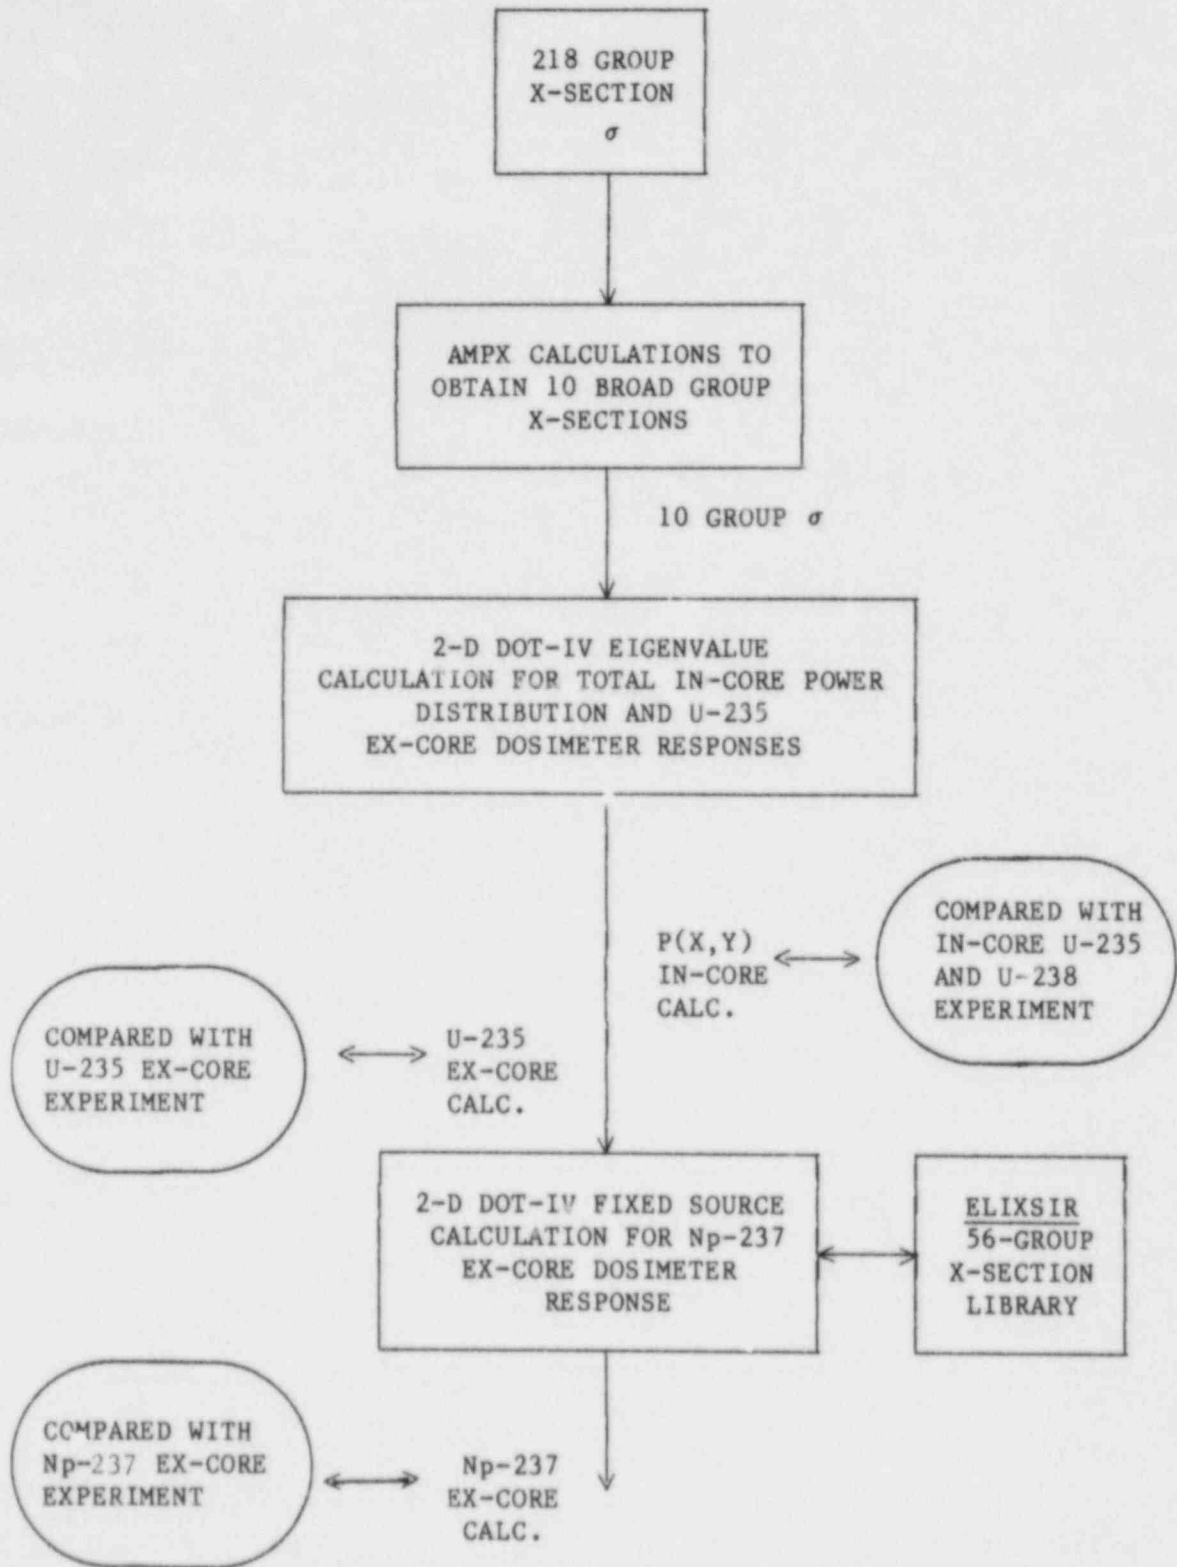 218 GROUP
X-SECTION
σ
AMPX CALCULATIONS TO
OBTAIN 10 BROAD GROUP
X-SECTIONS
10 GROUP σ
2-D DOT-IV EIGENVALUE
CALCULATION FOR TOTAL IN-CORE POWER
DISTRIBUTION AND U-235
EX-CORE DOSIMETER RESPONSES
P(X,Y)
IN-CORE
CALC.
COMPARED WITH
IN-CORE U-235
AND U-238
EXPERIMENT
COMPARED WITH
U-235 EX-CORE
EXPERIMENT
U-235
EX-CORE
CALC.
2-D DOT-IV FIXED SOURCE
CALCULATION FOR Np-237
EX-CORE DOSIMETER
RESPONSE
ELIXSIR
56-GROUP
X-SECTION
LIBRARY
COMPARED WITH
Np-237 EX-CORE
EXPERIMENT
Np-237
EX-CORE
CALC.